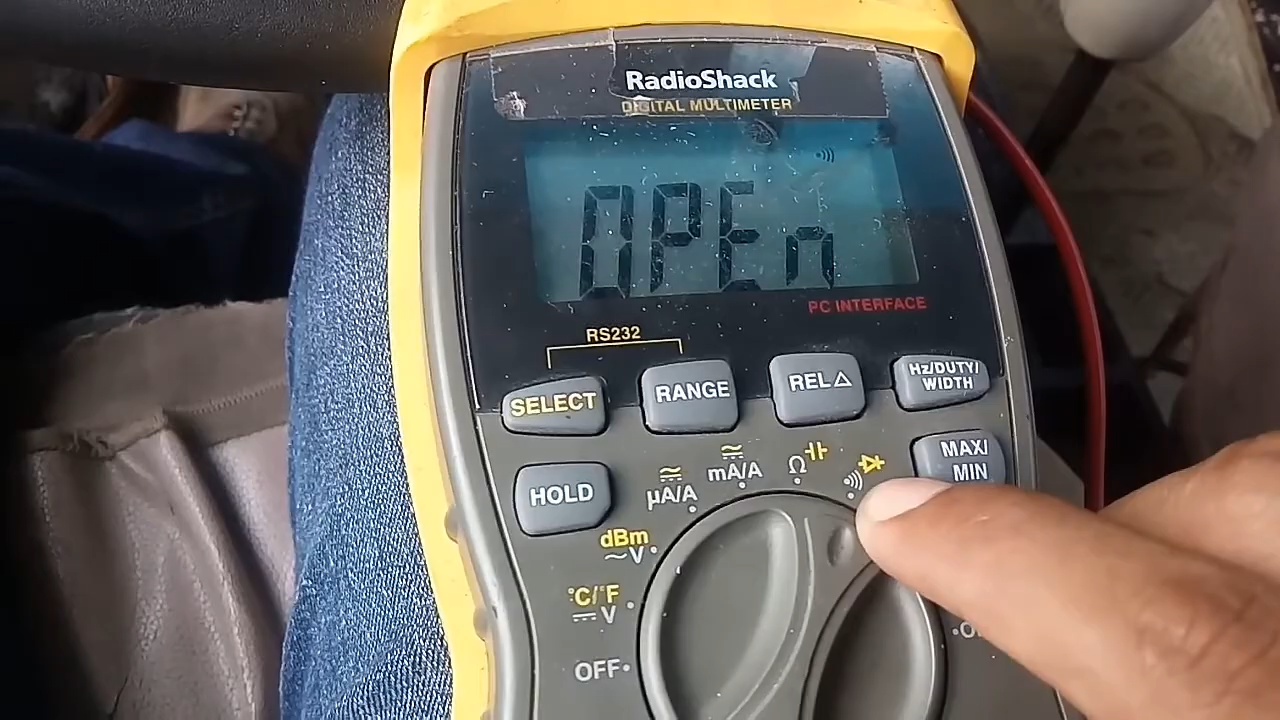 RadioShack
DIGITAL MULTIMETER
OPEn
PC INTERFACE
RS232
SELECT
RANGE
REL△
Hz/DUTY/
WIDTH
HOLD
μA/A
mA/A
Ω
MAX/
MIN
dBm
~V
°C/°F
V
OFF